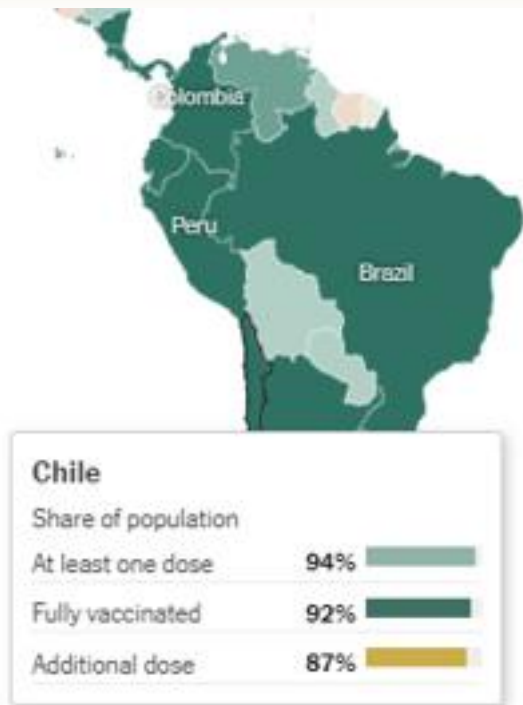 Colombia
Peru
Brazil
Chile
Share of population
At least one dose 94%
Fully vaccinated 92%
Additional dose 87%